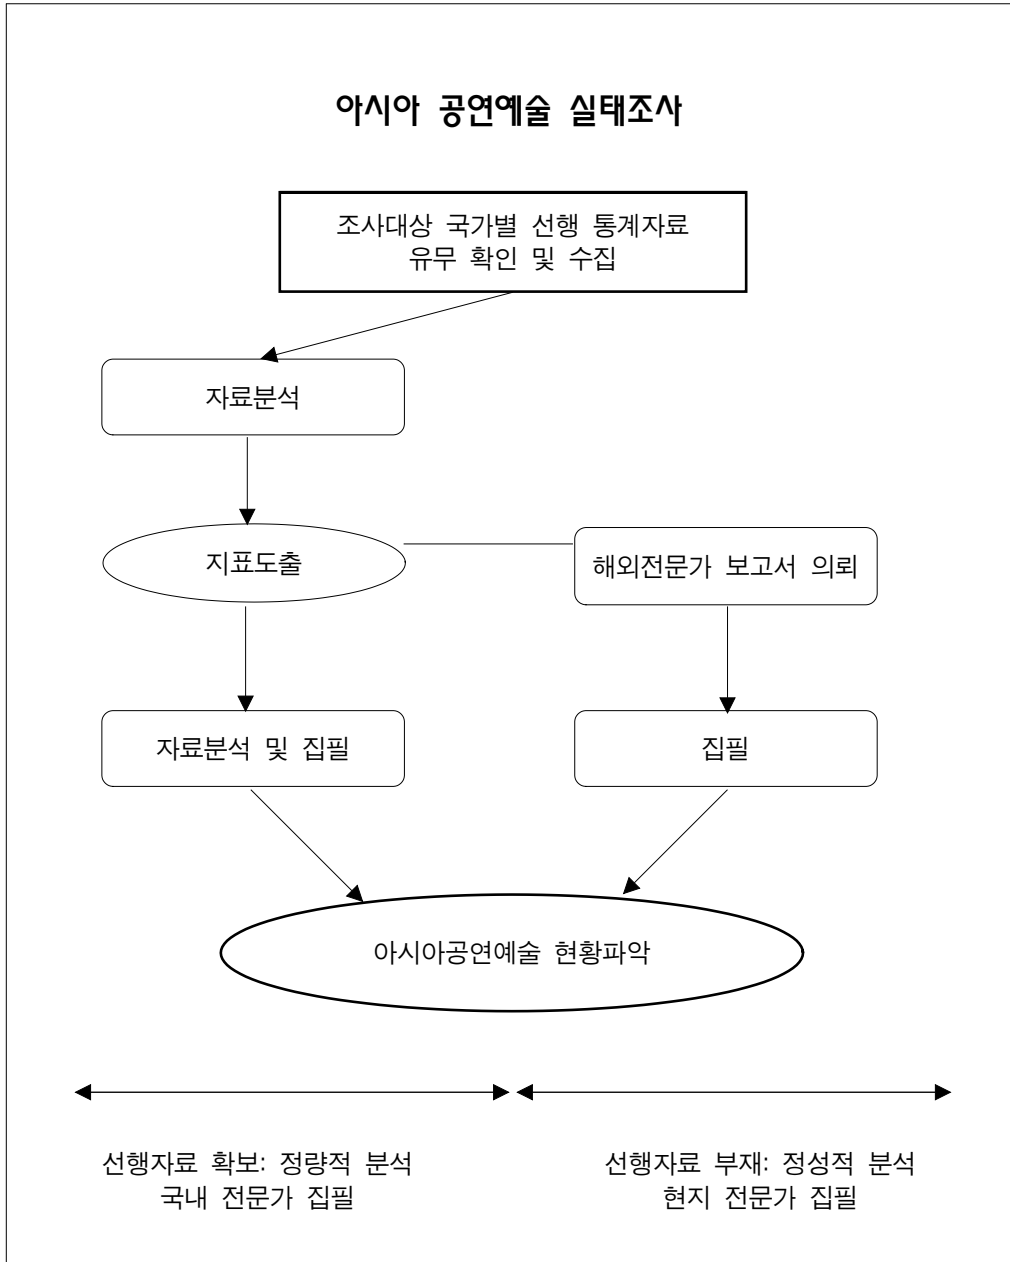 아시아 공연예술 실태조사
조사대상 국가별 선행 통계자료
유무 확인 및 수집
자료분석
지표도출
해외전문가 보고서 의뢰
자료분석 및 집필
집필
아시아공연예술 현황파악
선행자료 확보: 정량적 분석
국내 전문가 집필
선행자료 부재: 정성적 분석
현지 전문가 집필